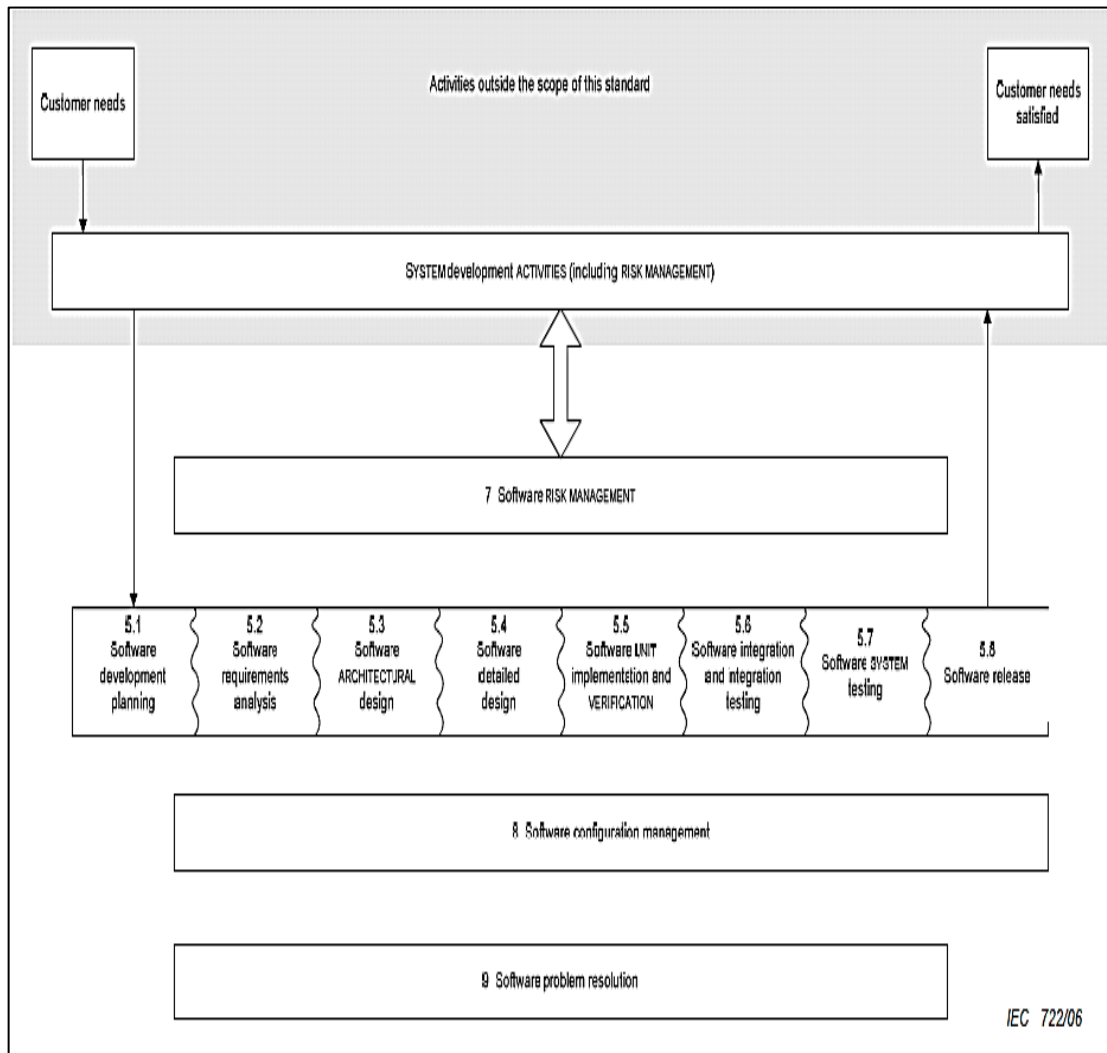 Activities outside the scope of this standard
Customer needs
Customer needs
satisfied
SYSTEM development ACTIVITIES (including RISK MANAGEMENT)
7 Software RISK MANAGEMENT
5.1
Software
development
planning
5.2
Software
requirements
analysis
5.3
Software
ARCHITECTURAL
design
5.4
Software
detailed
design
5.5
Software UNIT
implementation and
VERIFICATION
5.6
Software integration
and integration
testing
5.7
Software SYSTEM
testing
5.8
Software release
8 Software configuration management
9 Software problem resolution
IEC 722/06